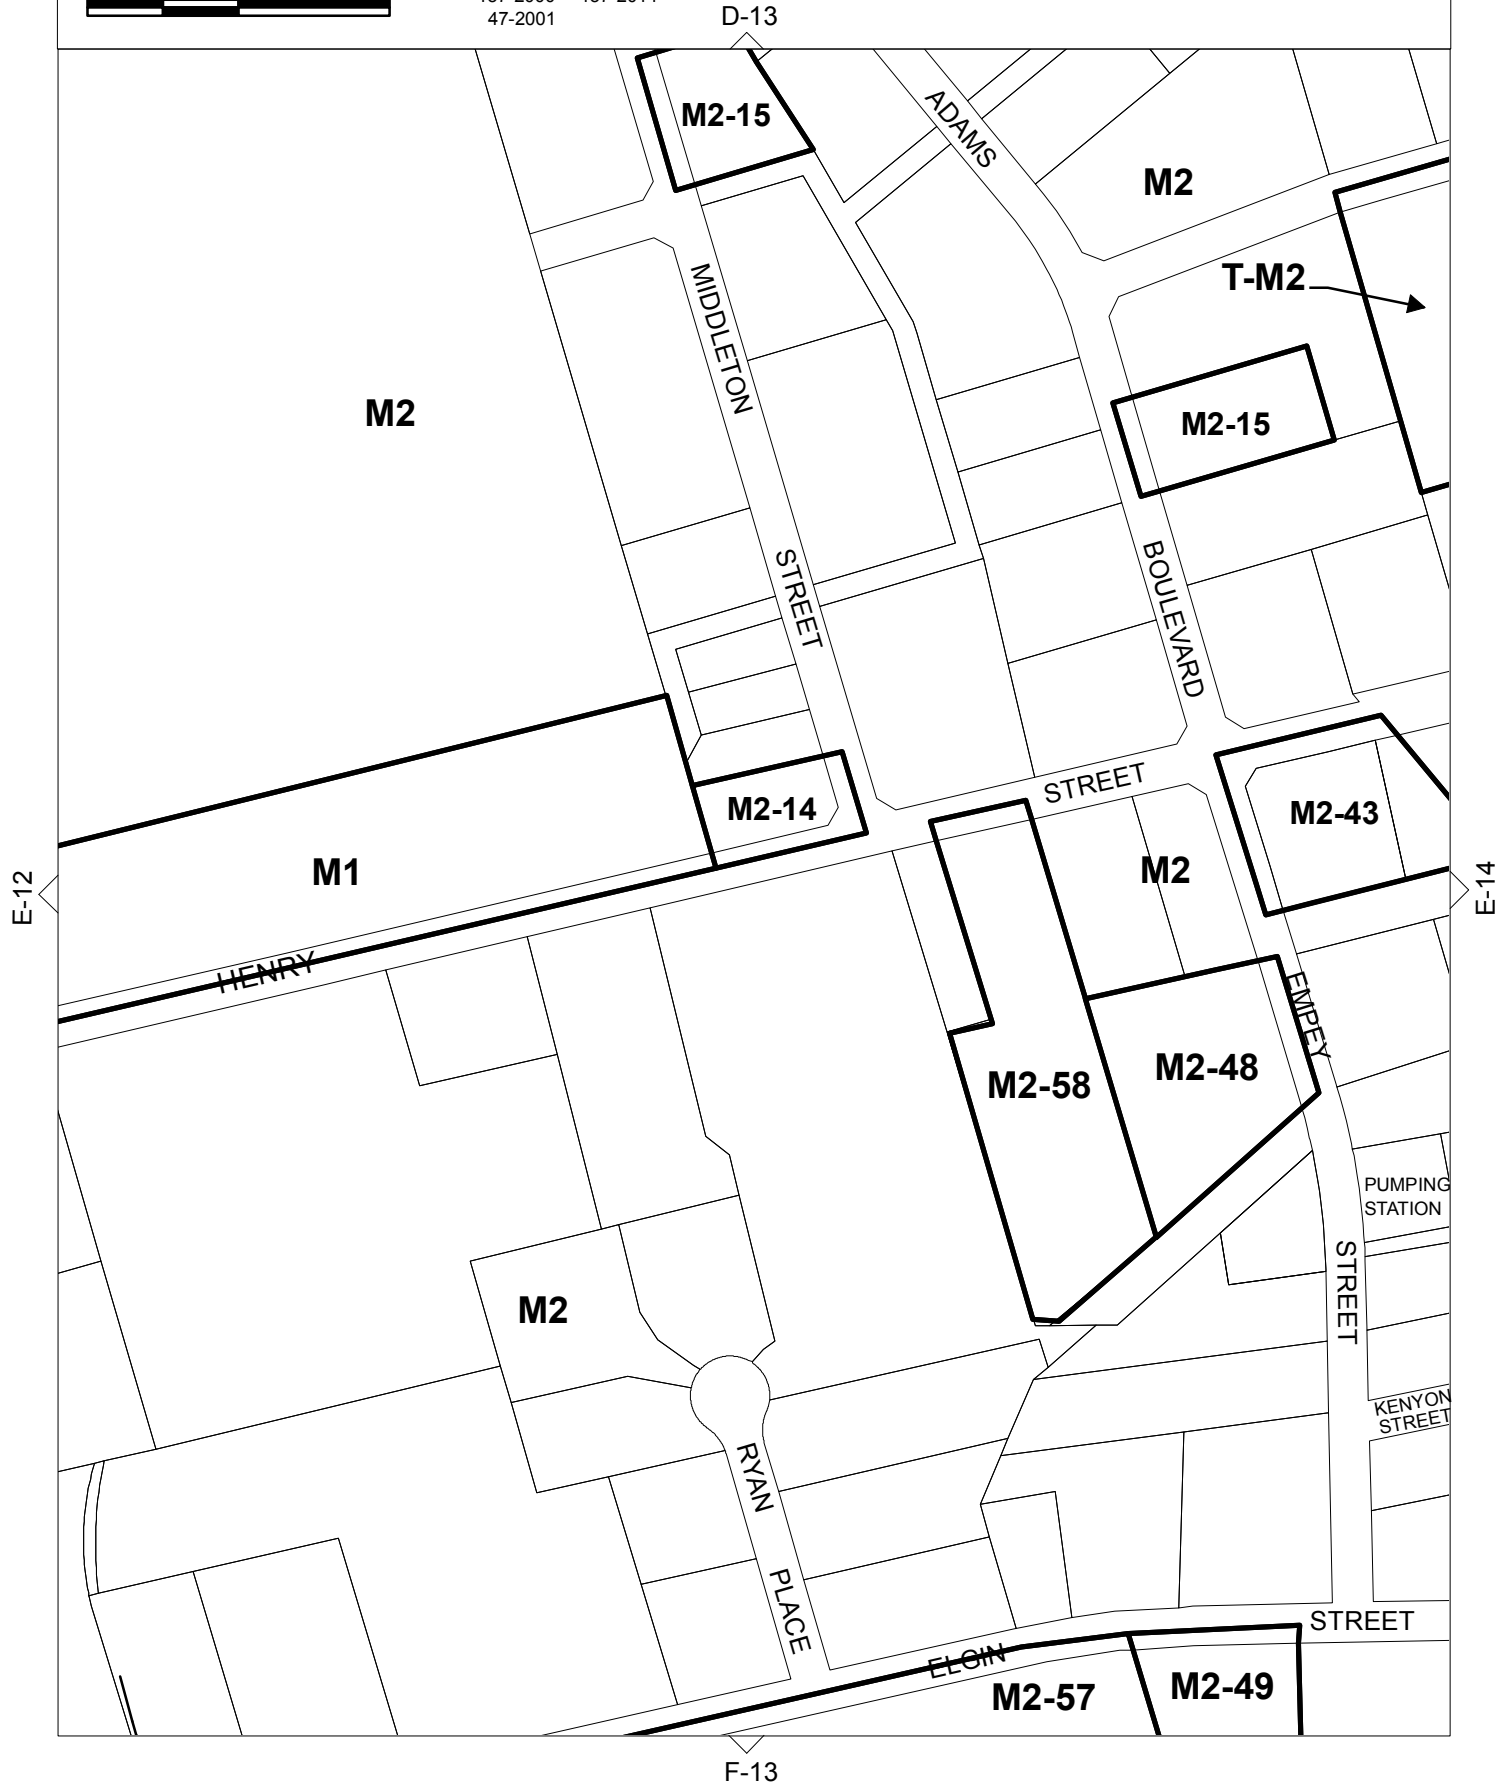 47-2001
D-13
M2-15
ADAMS
M2
T-M2
MIDDLETON
M2
M2-15
STREET
BOULEVARD
STREET
M2-14
M2-43
M1
M2
E-12
E-14
HENRY
EMPEY
M2-58
M2-48
PUMPING
STATION
STREET
M2
KENYON
STREET
RYAN
PLACE
STREET
ELGIN
M2-57
M2-49
F-13